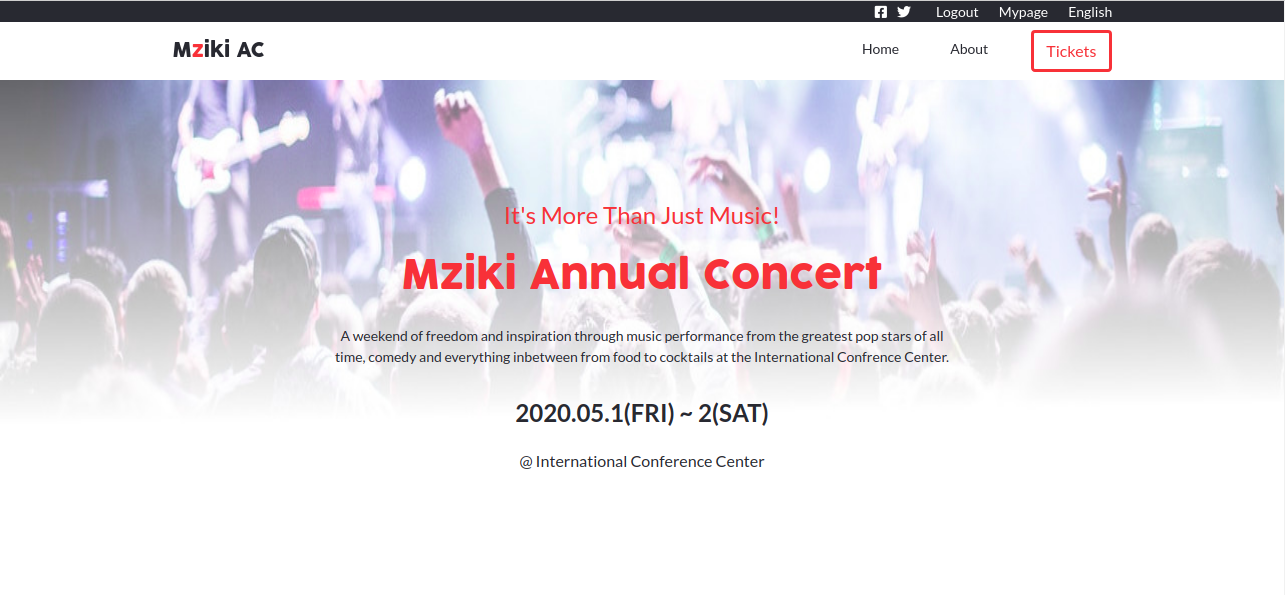 Logout Mypage English
Mziki AC
Home About Tickets
It's More Than Just Music!
Mziki Annual Concert
A weekend of freedom and inspiration through music performance from the greatest pop stars of all
time, comedy and everything inbetween from food to cocktails at the International Confrence Center.
2020.05.1(FRI) ~ 2(SAT)
@ International Conference Center